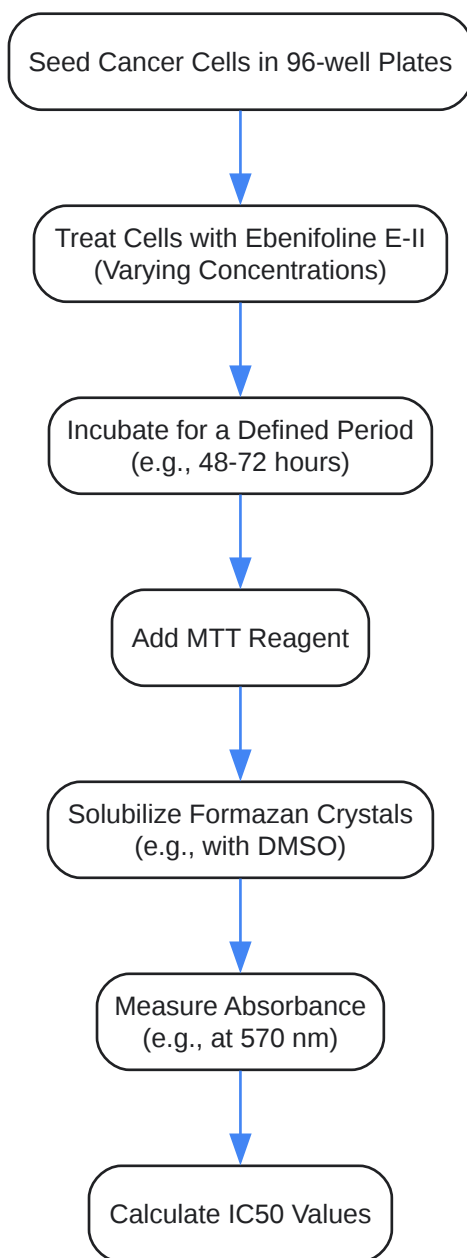 Seed Cancer Cells in 96-well Plates
Treat Cells with Ebenifoline E-II
(Varying Concentrations)
Incubate for a Defined Period
(e.g., 48-72 hours)
Add MTT Reagent
Solubilize Formazan Crystals
(e.g., with DMSO)
Measure Absorbance
(e.g., at 570 nm)
Calculate IC50 Values